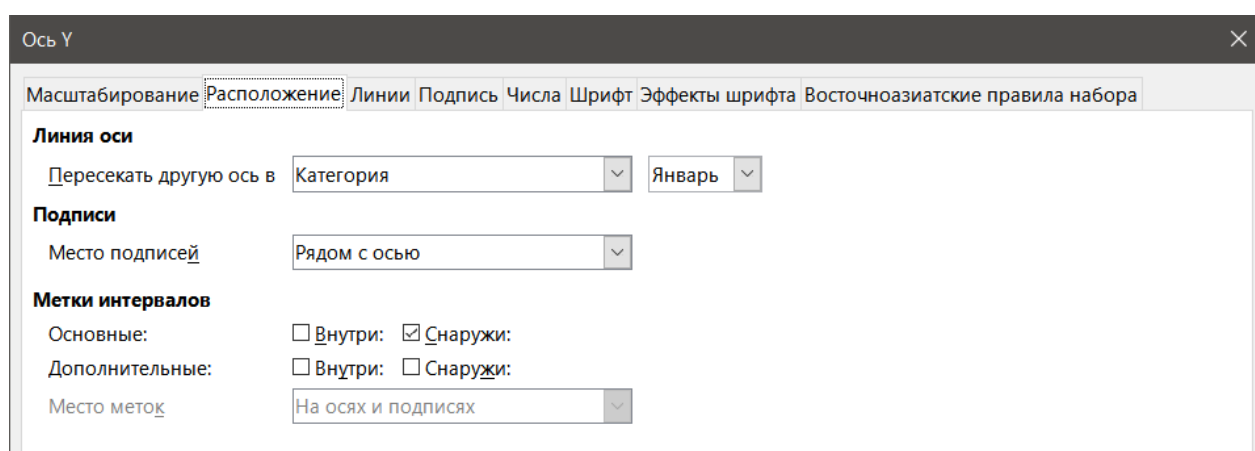 Ось Y
Масштабирование Расположение Линии Подпись Числа Шрифт Эффекты шрифта Восточноазиатские правила набора
Линия оси
Пересекать другую ось в Категория Январь
Подписи
Место подписей Рядом с осью
Метки интервалов
Основные: Внутри: Снаружи:
Дополнительные: Внутри: Снаружи:
Место меток На осях и подписях